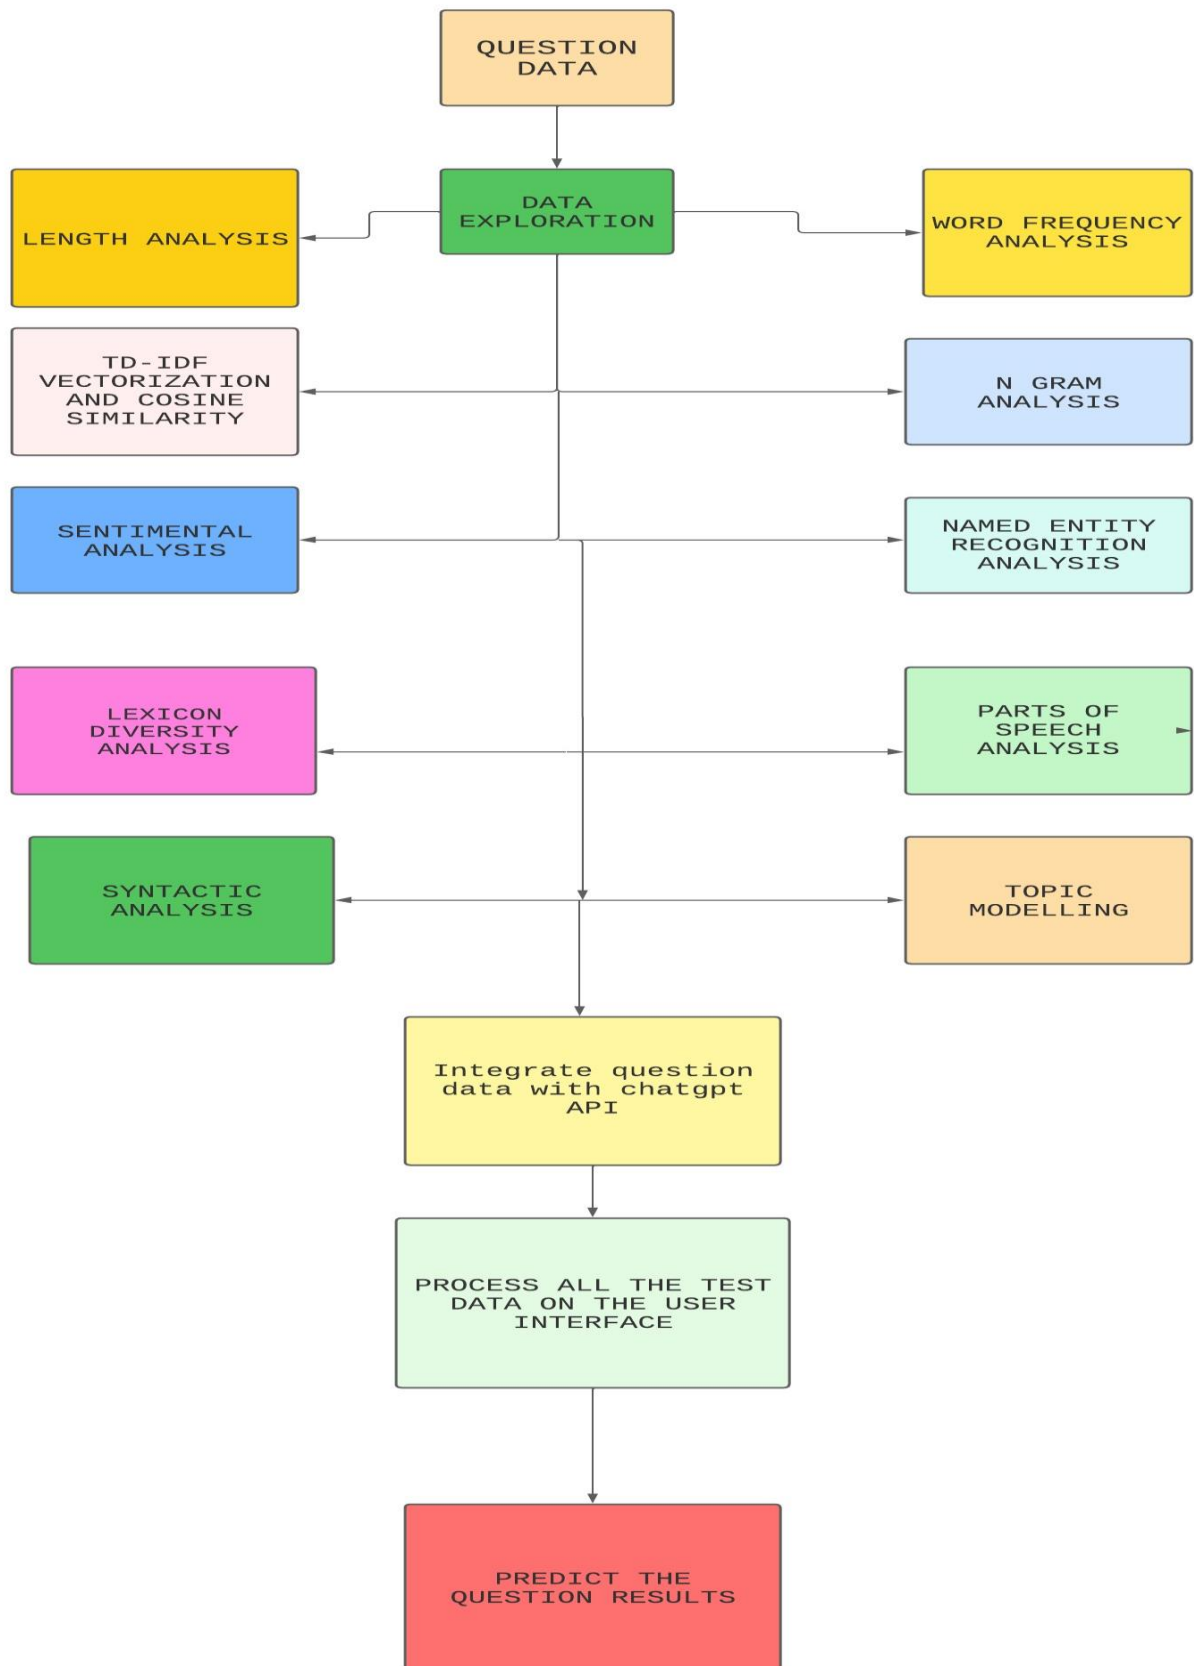 QUESTION
DATA
DATA
EXPLORATION
LENGTH ANALYSIS
WORD FREQUENCY
ANALYSIS
TD-IDF
VECTORIZATION
AND COSINE
SIMILARITY
N GRAM
ANALYSIS
SENTIMENTAL
ANALYSIS
NAMED ENTITY
RECOGNITION
ANALYSIS
LEXICON
DIVERSITY
ANALYSIS
PARTS OF
SPEECH
ANALYSIS
SYNTACTIC
ANALYSIS
TOPIC
MODELLING
Integrate question
data with chatgpt
API
PROCESS ALL THE TEST
DATA ON THE USER
INTERFACE
PREDICT THE
QUESTION RESULTS